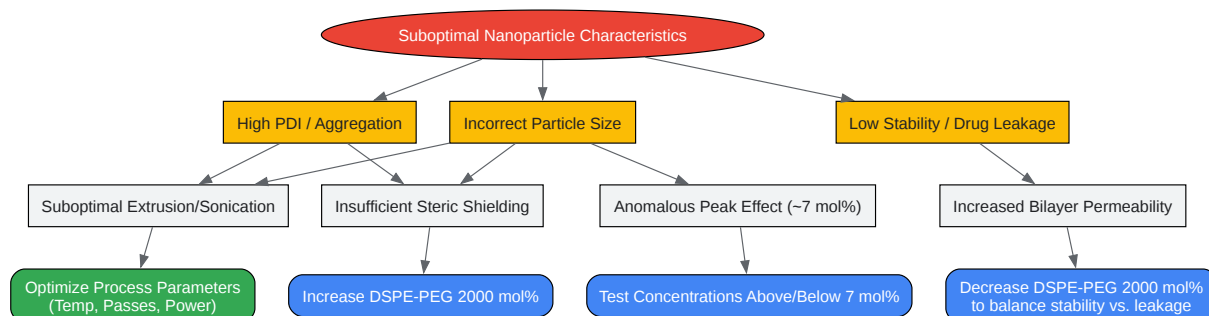 Suboptimal Nanoparticle Characteristics
High PDI / Aggregation
Incorrect Particle Size
Low Stability / Drug Leakage
Suboptimal Extrusion/Sonication
Insufficient Steric Shielding
Anomalous Peak Effect (~7 mol%)
Increased Bilayer Permeability
Optimize Process Parameters
(Temp, Passes, Power)
Increase DSPE-PEG 2000 mol%
Test Concentrations Above/Below 7 mol%
Decrease DSPE-PEG 2000 mol%
to balance stability vs. leakage